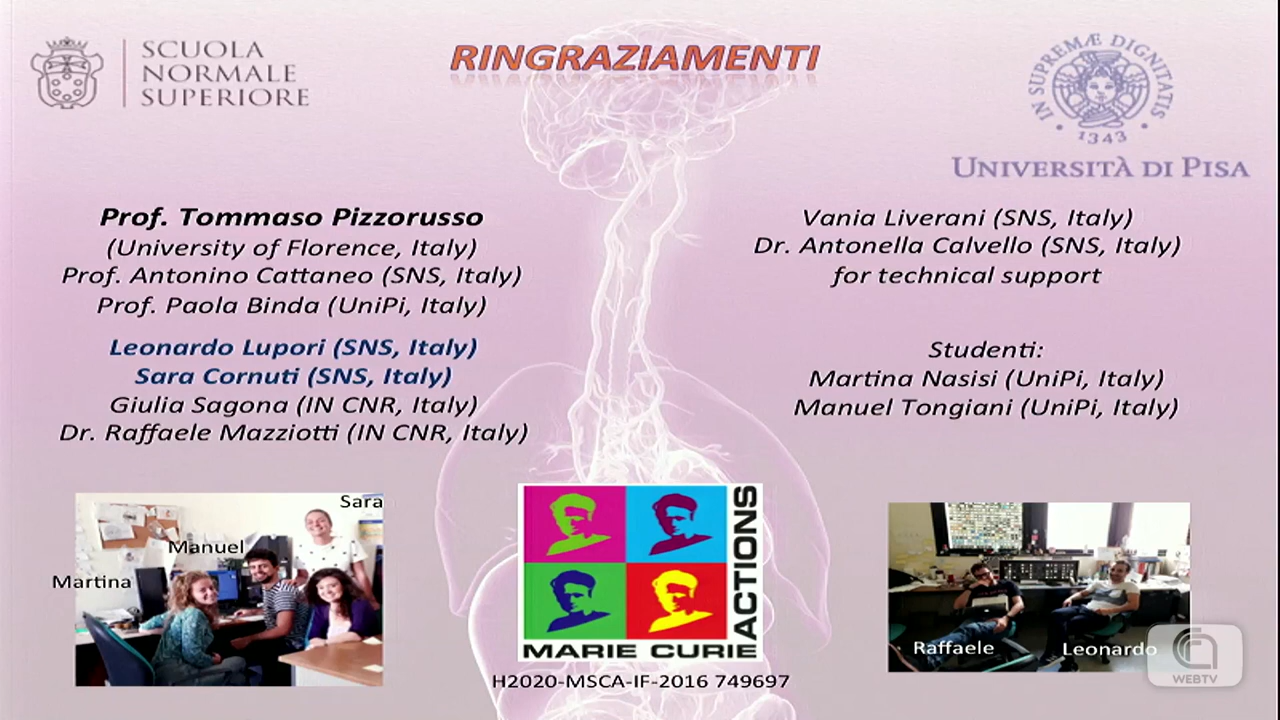 SCUOLA
NORMALE
SUPERIORE
RINGRAZIAMENTI
IN SUPREMÆ DIGNITATIS
• 1343 •
UNIVERSITÀ DI PISA
Prof. Tommaso Pizzorusso
(University of Florence, Italy)
Prof. Antonino Cattaneo (SNS, Italy)
Prof. Paola Binda (UniPi, Italy)
Leonardo Lupori (SNS, Italy)
Sara Cornuti (SNS, Italy)
Giulia Sagona (IN CNR, Italy)
Dr. Raffaele Mazziotti (IN CNR, Italy)
Vania Liverani (SNS, Italy)
Dr. Antonella Calvello (SNS, Italy)
for technical support
Studenti:
Martina Nasisi (UniPi, Italy)
Manuel Tongiani (UniPi, Italy)
Sara
Manuel
Martina
MARIE CURIE
ACTIONS
H2020-MSCA-IF-2016 749697
Raffaele
Leonardo
WEBTV